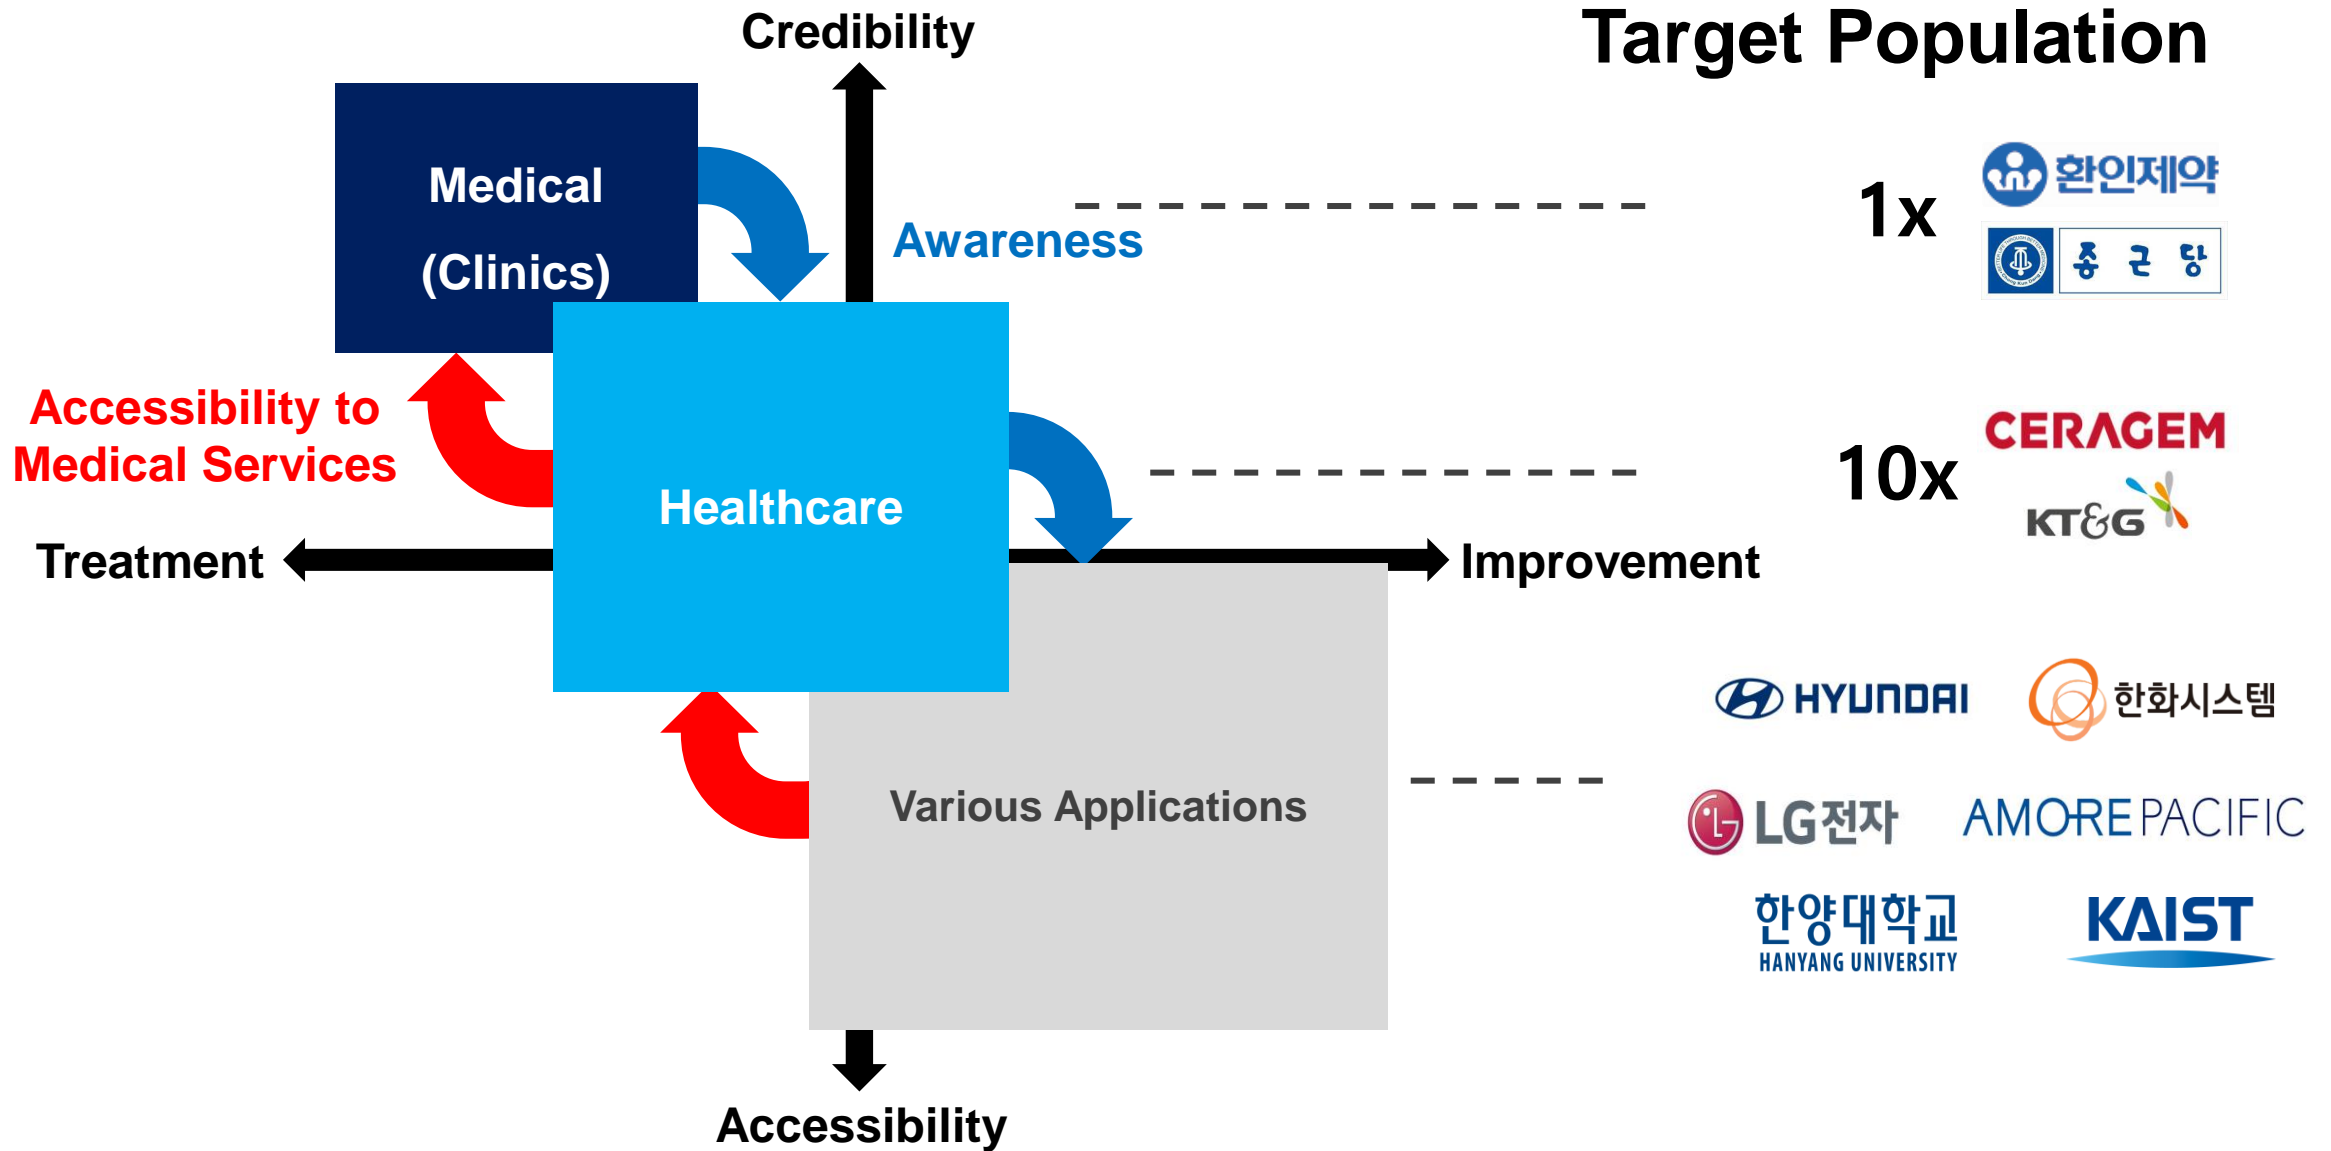 Credibility
Target Population
Medical
(Clinics)
Awareness
1x
환인제약
종근당
Accessibility to
Medical Services
Healthcare
10x
CERAGEM
KT&G
Treatment
Improvement
HYUNDAI
한화시스템
Various Applications
LG전자
AMOREPACIFIC
한양대학교
HANYANG UNIVERSITY
KAIST
Accessibility